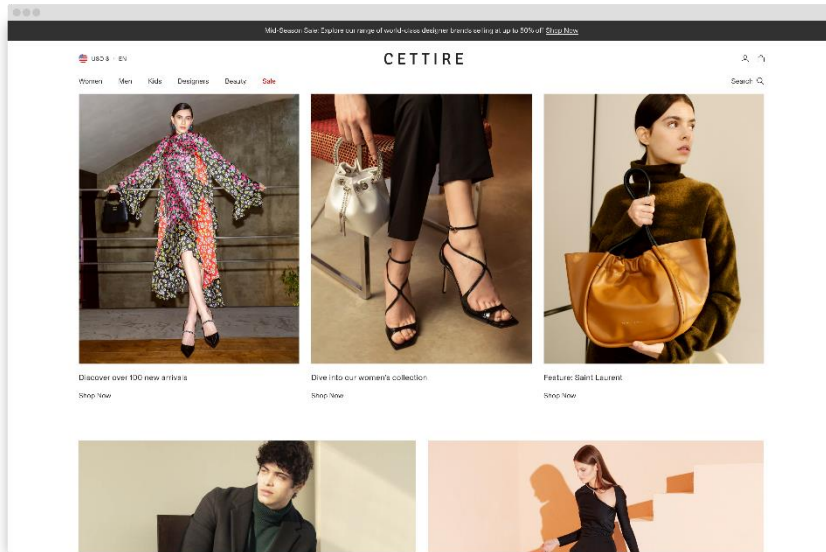 Mid-Season Sale: Explore our range of world-class designer brands selling at up to 50% off Shop Now
USD $ · EN
CETTIRE
Women Men Kids Designers Beauty Sale
Search
Discover over 100 new arrivals
Dive into our women's collection
Feature: Saint Laurent
Shop Now
Shop Now
Shop Now